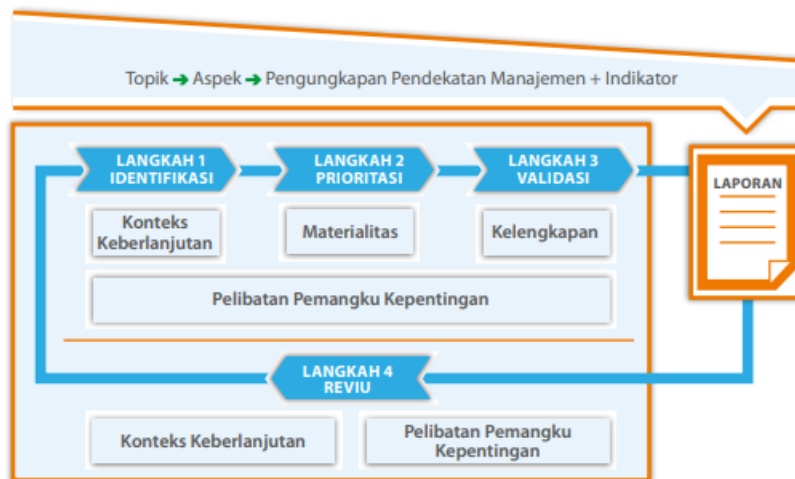 Topik ➔ Aspek ➔ Pengungkapan Pendekatan Manajemen + Indikator
LANGKAH 1
IDENTIFIKASI
LANGKAH 2
PRIORITASI
LANGKAH 3
VALIDASI
LAPORAN
Konteks
Keberlanjutan
Materialitas
Kelengkapan
Pelibatan Pemangku Kepentingan
LANGKAH 4
REVIU
Konteks Keberlanjutan
Pelibatan Pemangku
Kepentingan